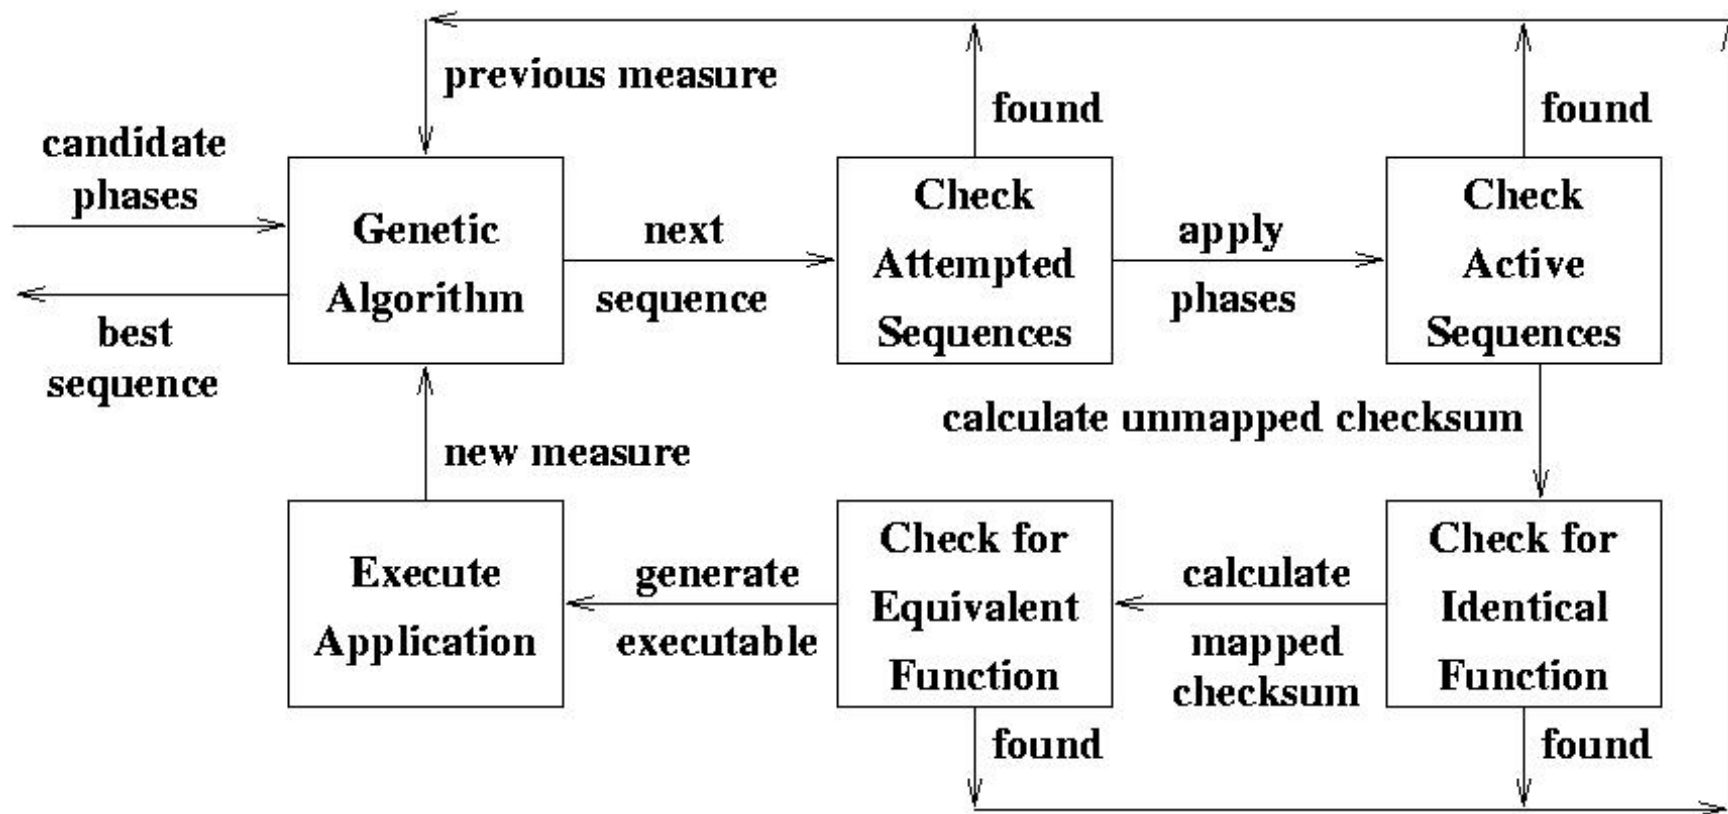 previous measure
found
found
candidate
phases
Genetic
Algorithm
next
sequence
Check
Attempted
Sequences
apply
phases
Check
Active
Sequences
best
sequence
calculate unmapped checksum
new measure
Execute
Application
generate
executable
Check for
Equivalent
Function
calculate
mapped
checksum
Check for
Identical
Function
found
found